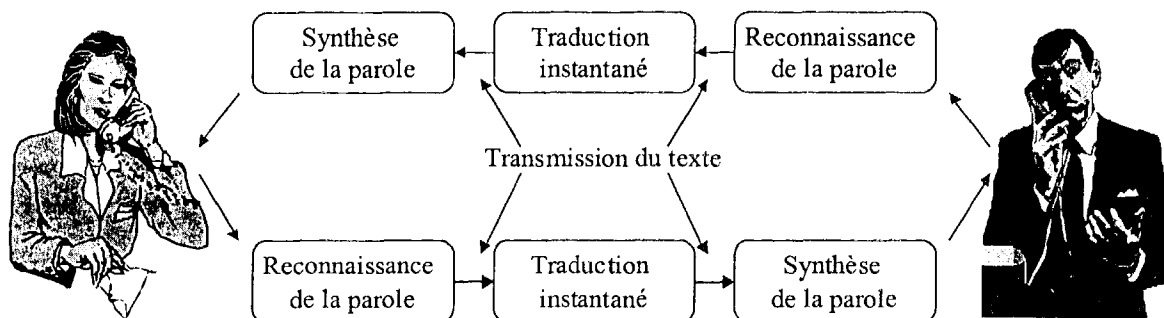 Synthèse
de la parole
Traduction
instantané
Reconnaissance
de la parole
Transmission du texte
Reconnaissance
de la parole
Traduction
instantané
Synthèse
de la parole